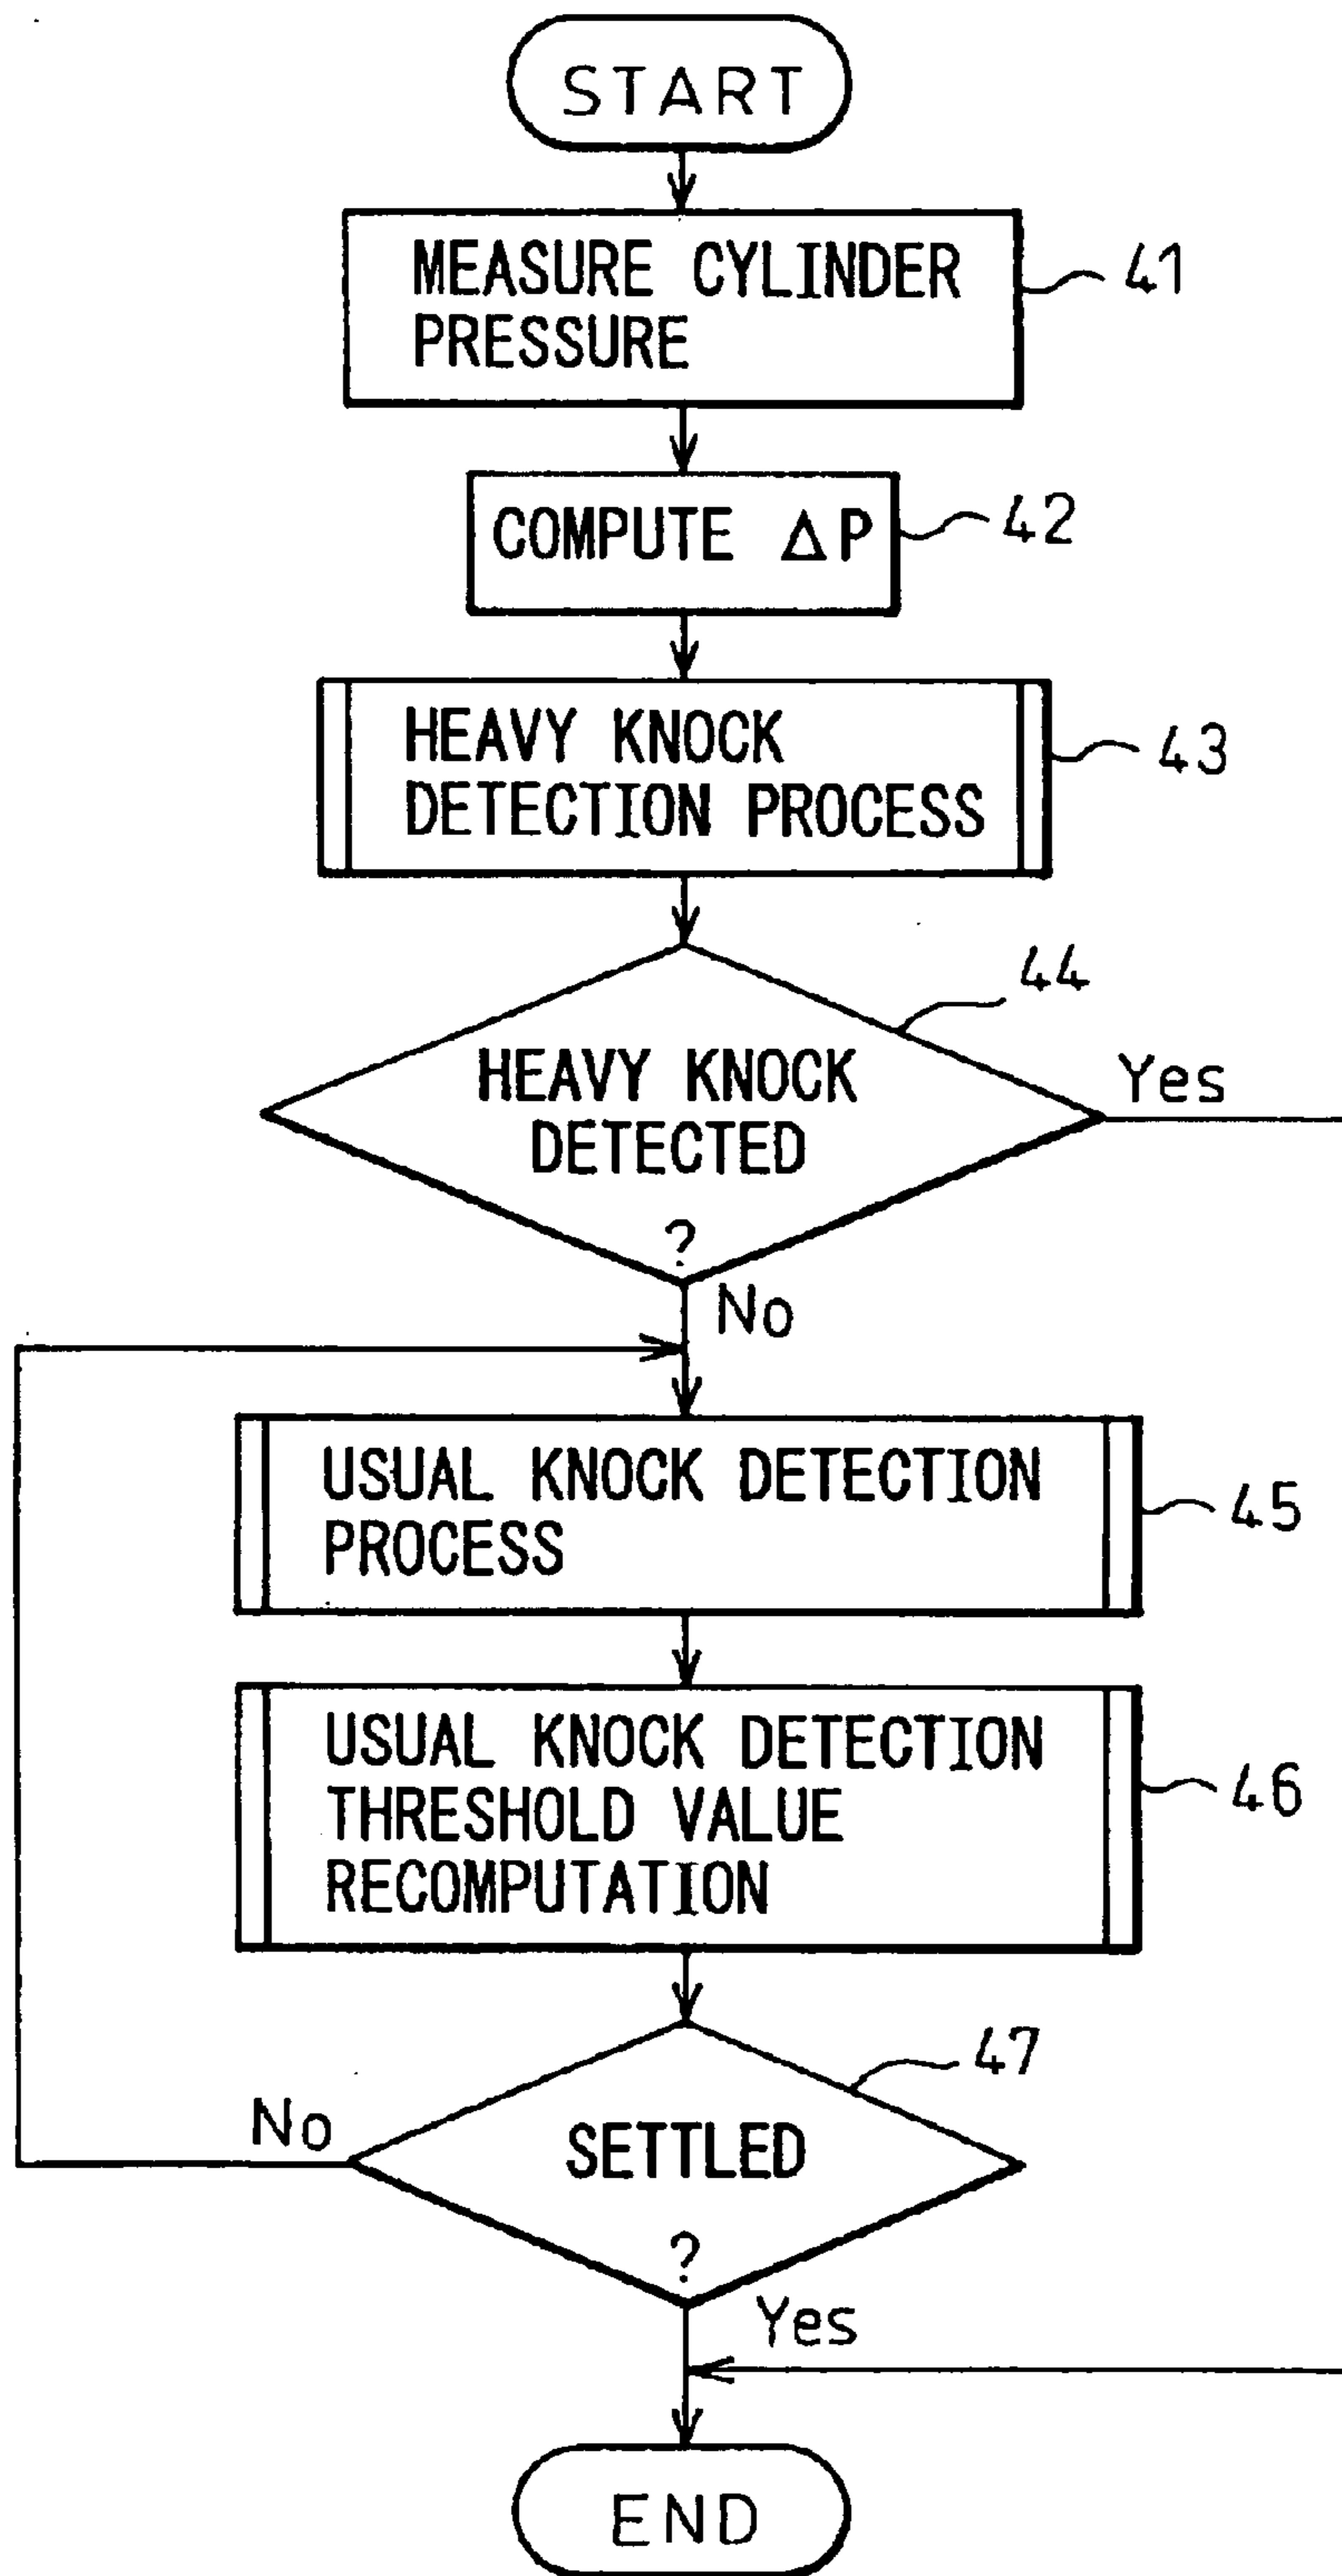 START
MEASURE CYLINDER
PRESSURE
41
COMPUTE ΔP
42
HEAVY KNOCK
DETECTION PROCESS
43
44
HEAVY KNOCK
DETECTED
?
Yes
No
USUAL KNOCK DETECTION
PROCESS
45
USUAL KNOCK DETECTION
THRESHOLD VALUE
RECOMPUTATION
46
47
No
SETTLED
?
Yes
END